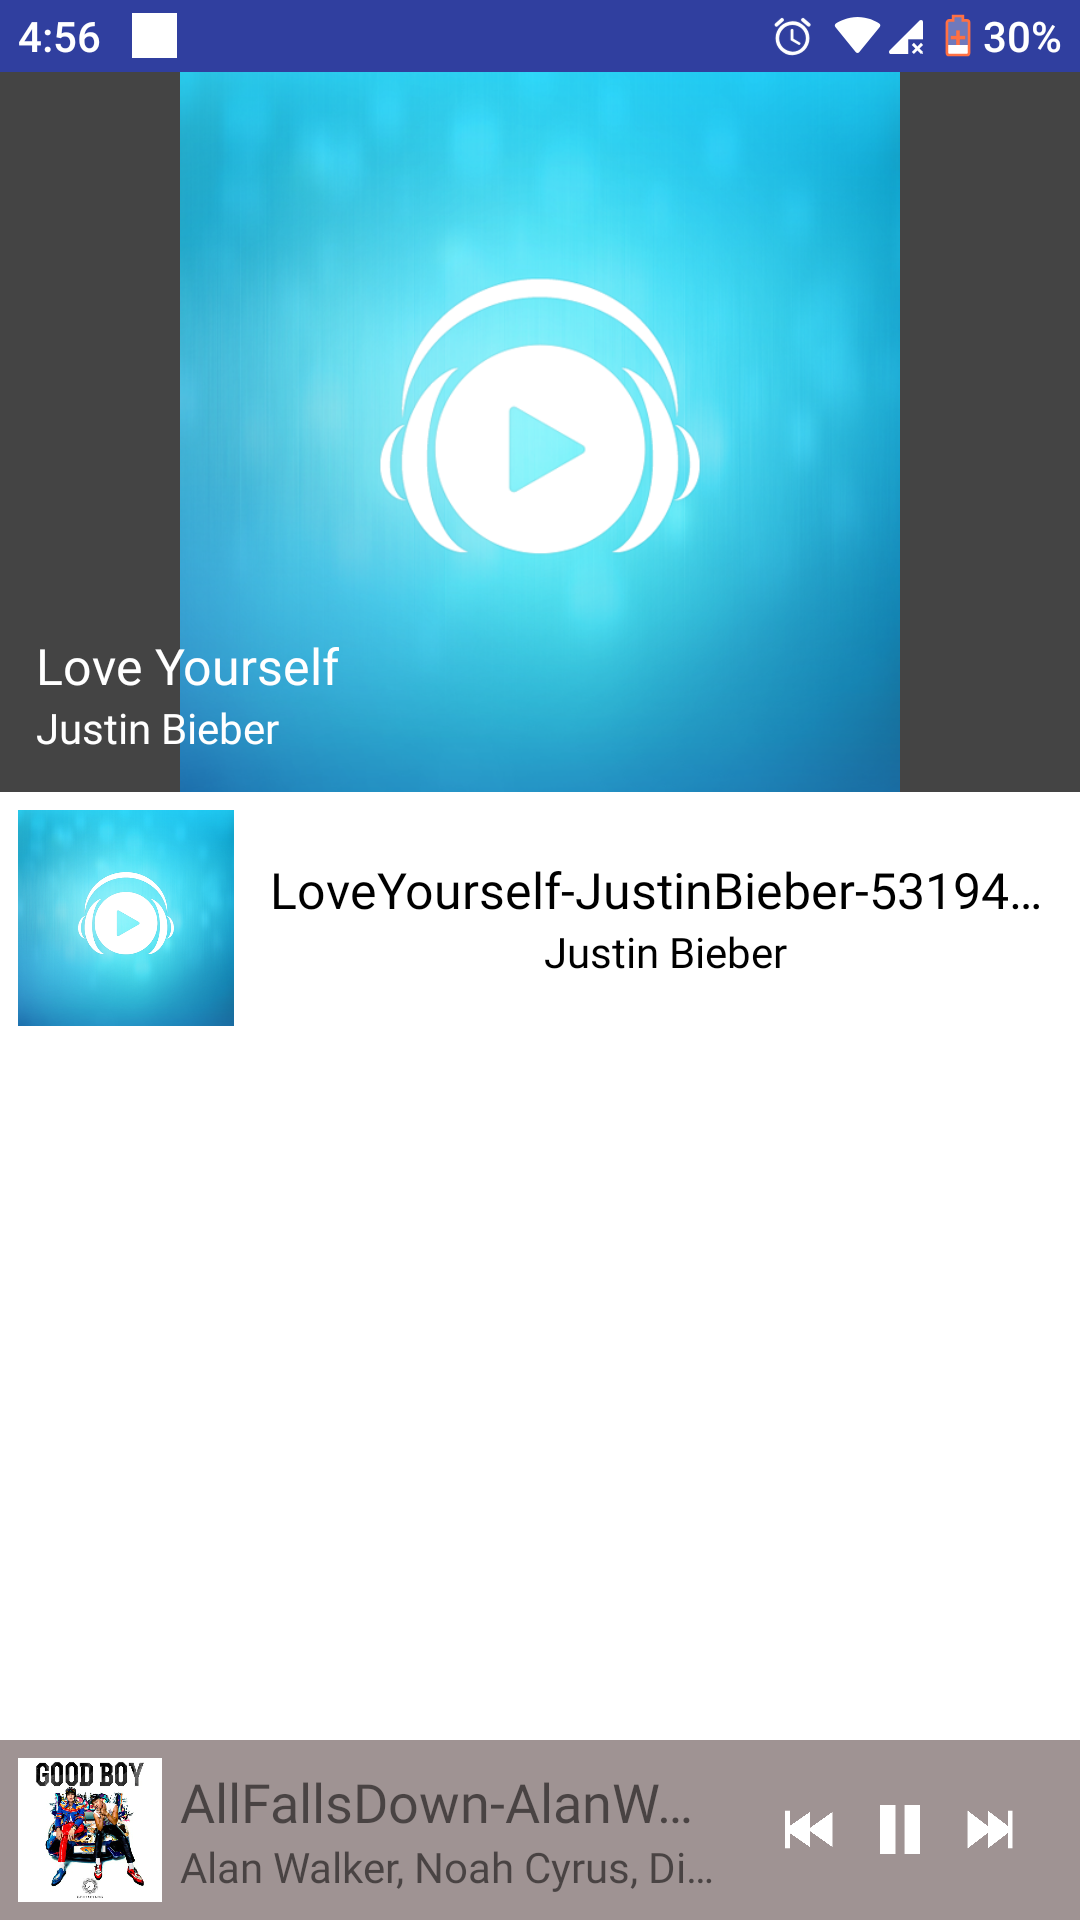 4:56
30%
Love Yourself
Justin Bieber
LoveYourself-JustinBieber-53194...
Justin Bieber
GOOD BOY
AllFallsDown-AlanW...
Alan Walker, Noah Cyrus, Di...